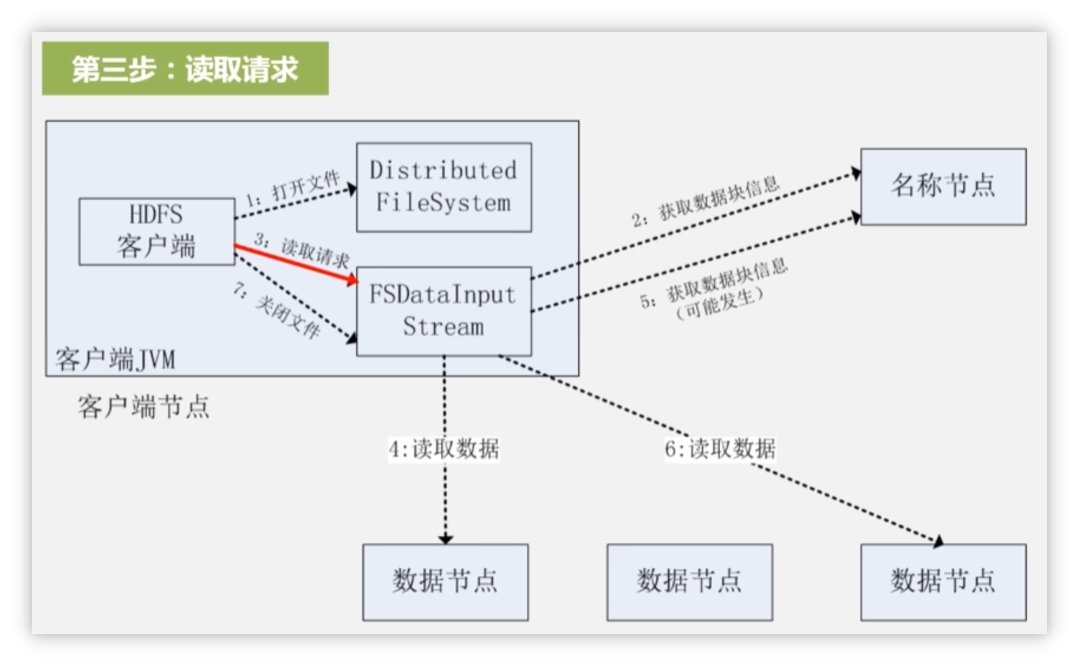 第三步：读取请求
Distributed
FileSystem
名称节点
HDFS
客户端
1：打开文件
2：获取数据块信息
3：读取请求
FSDataInput
Stream
5：获取数据块信息
（可能发生）
7：关闭文件
客户端JVM
客户端节点
4:读取数据
6:读取数据
数据节点
数据节点
数据节点